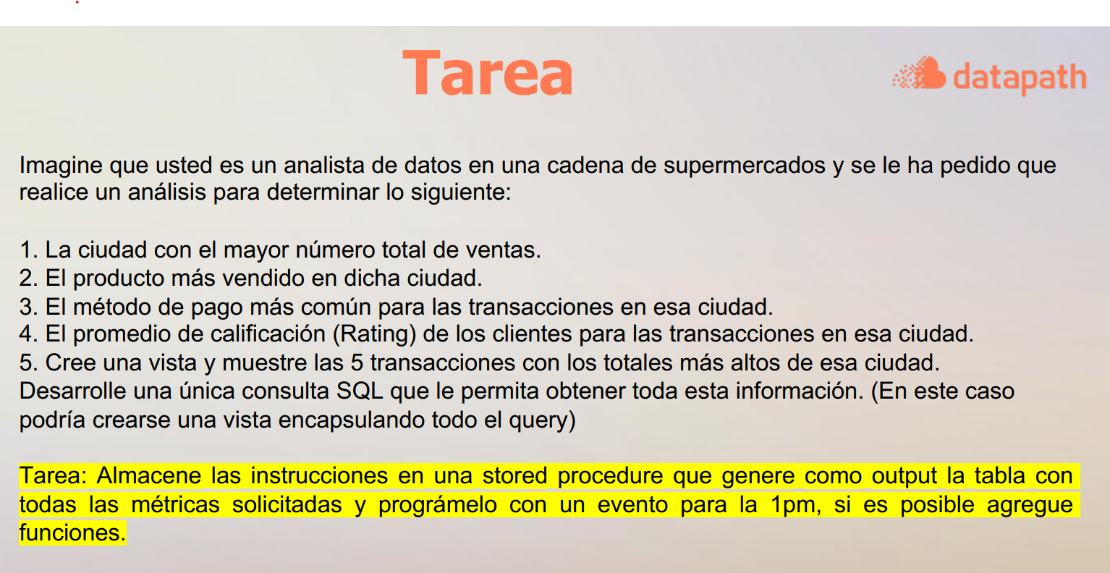 Tarea
datapath
Imagine que usted es un analista de datos en una cadena de supermercados y se le ha pedido que
realice un análisis para determinar lo siguiente:
1. La ciudad con el mayor número total de ventas.
2. El producto más vendido en dicha ciudad.
3. El método de pago más común para las transacciones en esa ciudad.
4. El promedio de calificación (Rating) de los clientes para las transacciones en esa ciudad.
5. Cree una vista y muestre las 5 transacciones con los totales más altos de esa ciudad.
Desarrolle una única consulta SQL que le permita obtener toda esta información. (En este caso
podría crearse una vista encapsulando todo el query)
Tarea: Almacene las instrucciones en una stored procedure que genere como output la tabla con
todas las métricas solicitadas y prográmelo con un evento para la 1pm, si es posible agregue
funciones.